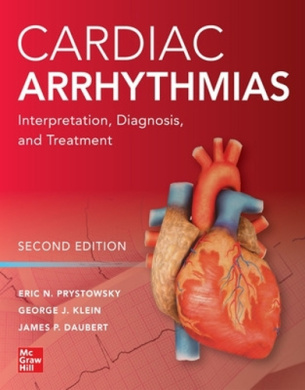 CARDIAC
ARRHYTHMIAS
Interpretation, Diagnosis,
and Treatment
SECOND EDITION
ERIC N. PRYSTOWSKY
GEORGE J. KLEIN
JAMES P. DAUBERT
Mc
Graw
Hill